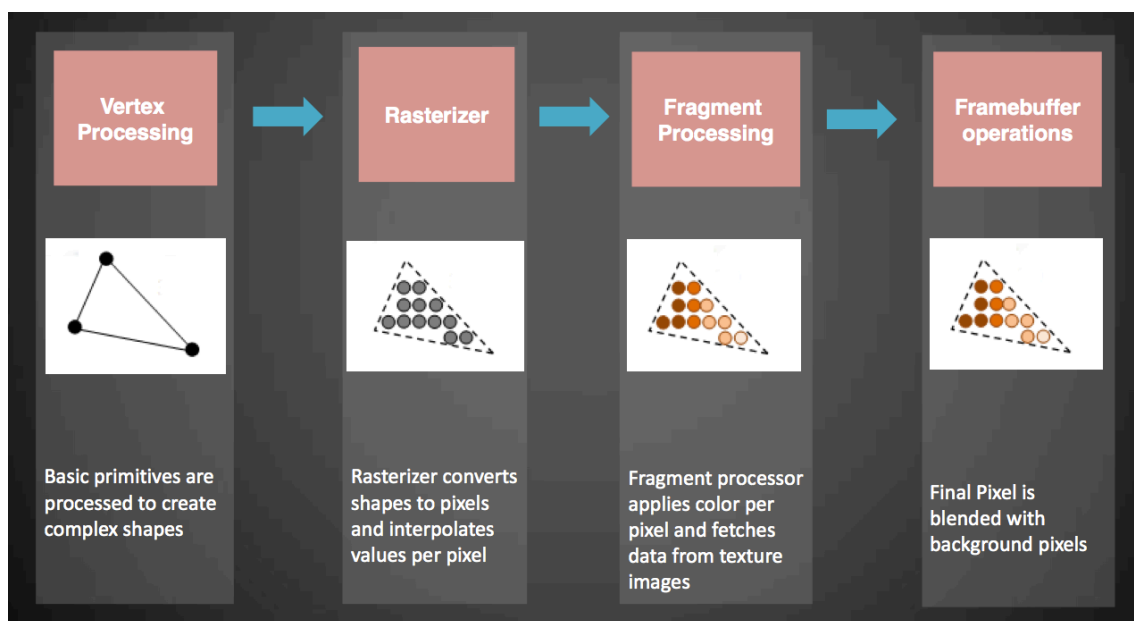 Vertex
Processing
Rasterizer
Fragment
Processing
Framebuffer
operations
Basic primitives are
processed to create
complex shapes
Rasterizer converts
shapes to pixels
and interpolates
values per pixel
Fragment processor
applies color per
pixel and fetches
data from texture
images
Final Pixel is
blended with
background pixels